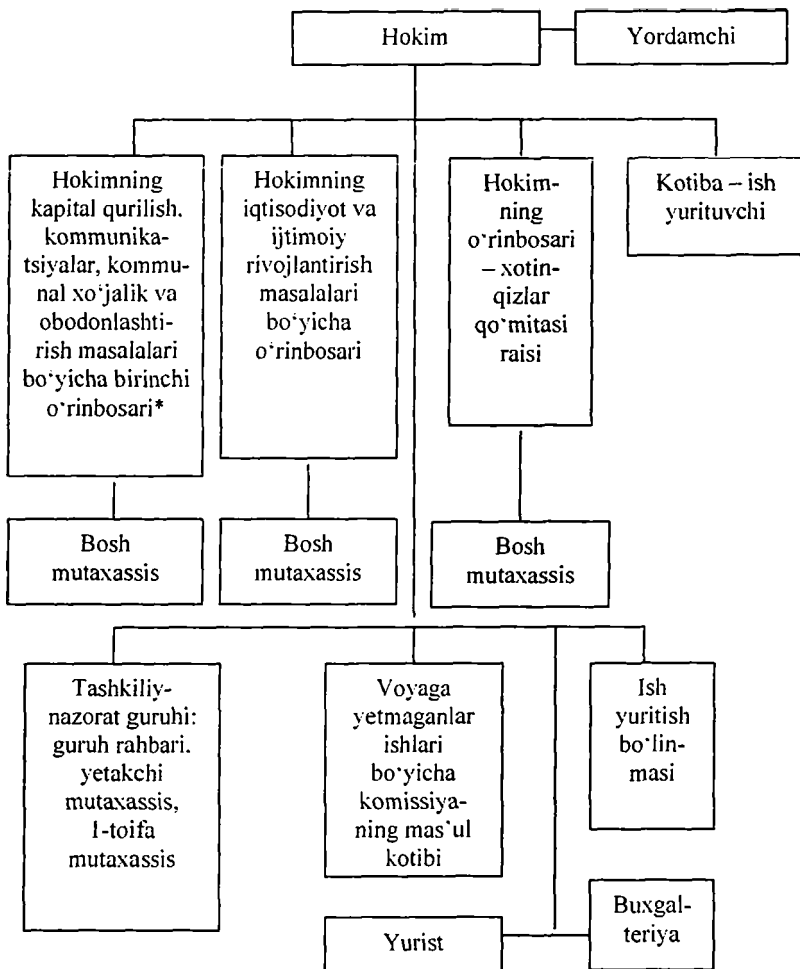 Hokim
Yordamchi
Hokimning
kapital qurilish.
kommunika-
tsiyalar, kommu-
nal xo‘jalik va
obodonlashti-
rish masalalari
bo‘yicha birinchi
o‘rinbosari*
Hokimning
iqtisodiyot va
ijtimoiy
rivojlantirish
masalalari
bo‘yicha
o‘rinbosari
Hokim-
ning
o‘rinbosari
– xotin-
qizlar
qo‘mitasi
raisi
Kotiba – ish
yurituvchi
Bosh
mutaxassis
Bosh
mutaxassis
Bosh
mutaxassis
Tashkiliy-
nazorat guruhi:
guruh rahbari.
yetakchi
mutaxassis,
1-toifa
mutaxassis
Voyaga
yetmaganlar
ishlari
bo‘yicha
komissiya-
ning mas’ul
kotibi
Ish
yuritish
bo‘lin-
masi
Yurist
Buxgal-
teriya